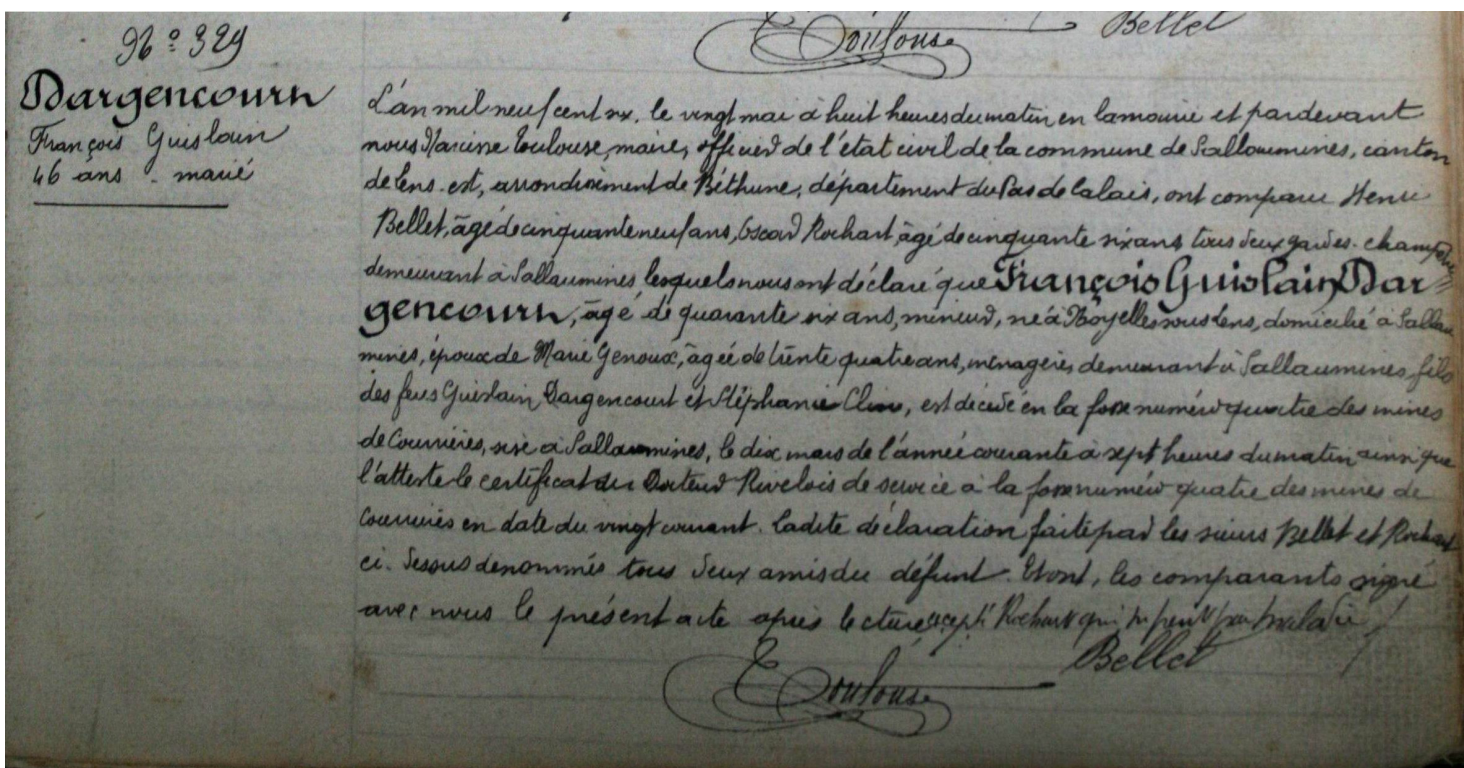 Toulouse Bellet
N° 329
Dargencourn
François Guislain
46 ans - marié
L'an mil neuf cent six, le vingt mai à huit heures du matin en la mairie et pardevant
nous Narcisse Toulouse, maire, officier de l'état civil de la commune de Sallaumines, canton
de Lens-est, arrondissement de Béthune, département du Pas de Calais, ont comparu Henri
Bellet, âgé de cinquante neuf ans, Oscar Rochart, âgé de cinquante six ans tous deux gardes-champêtres
demeurant à Sallaumines, lesquels nous ont déclaré que François Guislain Dar=
gencourn, âgé de quarante six ans, mineur, né à Noyelles sous Lens, domicilié à Sallau
mines, époux de Marie Genoux, âgée de trente quatre ans, ménagère, demeurant à Sallaumines, fils
des feus Guislain Dargencourt et Stéphanie, est décédé en la fosse numéro quatre des mines
de Courrières, sise à Sallaumines, le dix mars de l'année courante à sept heures du matin ainsi que
l'atteste le certificat du Docteur Rivelois de service à la fosse numéro quatre des mines de
Courrières en date du vingt courant. Ladite déclaration faite par les sieurs Bellet et Rochart
ci-dessus dénommés tous deux amis du défunt. Et ont, les comparants signé
avec nous le présent acte après lecture excepté Rochart qui ne peut par maladie
Toulouse Bellet